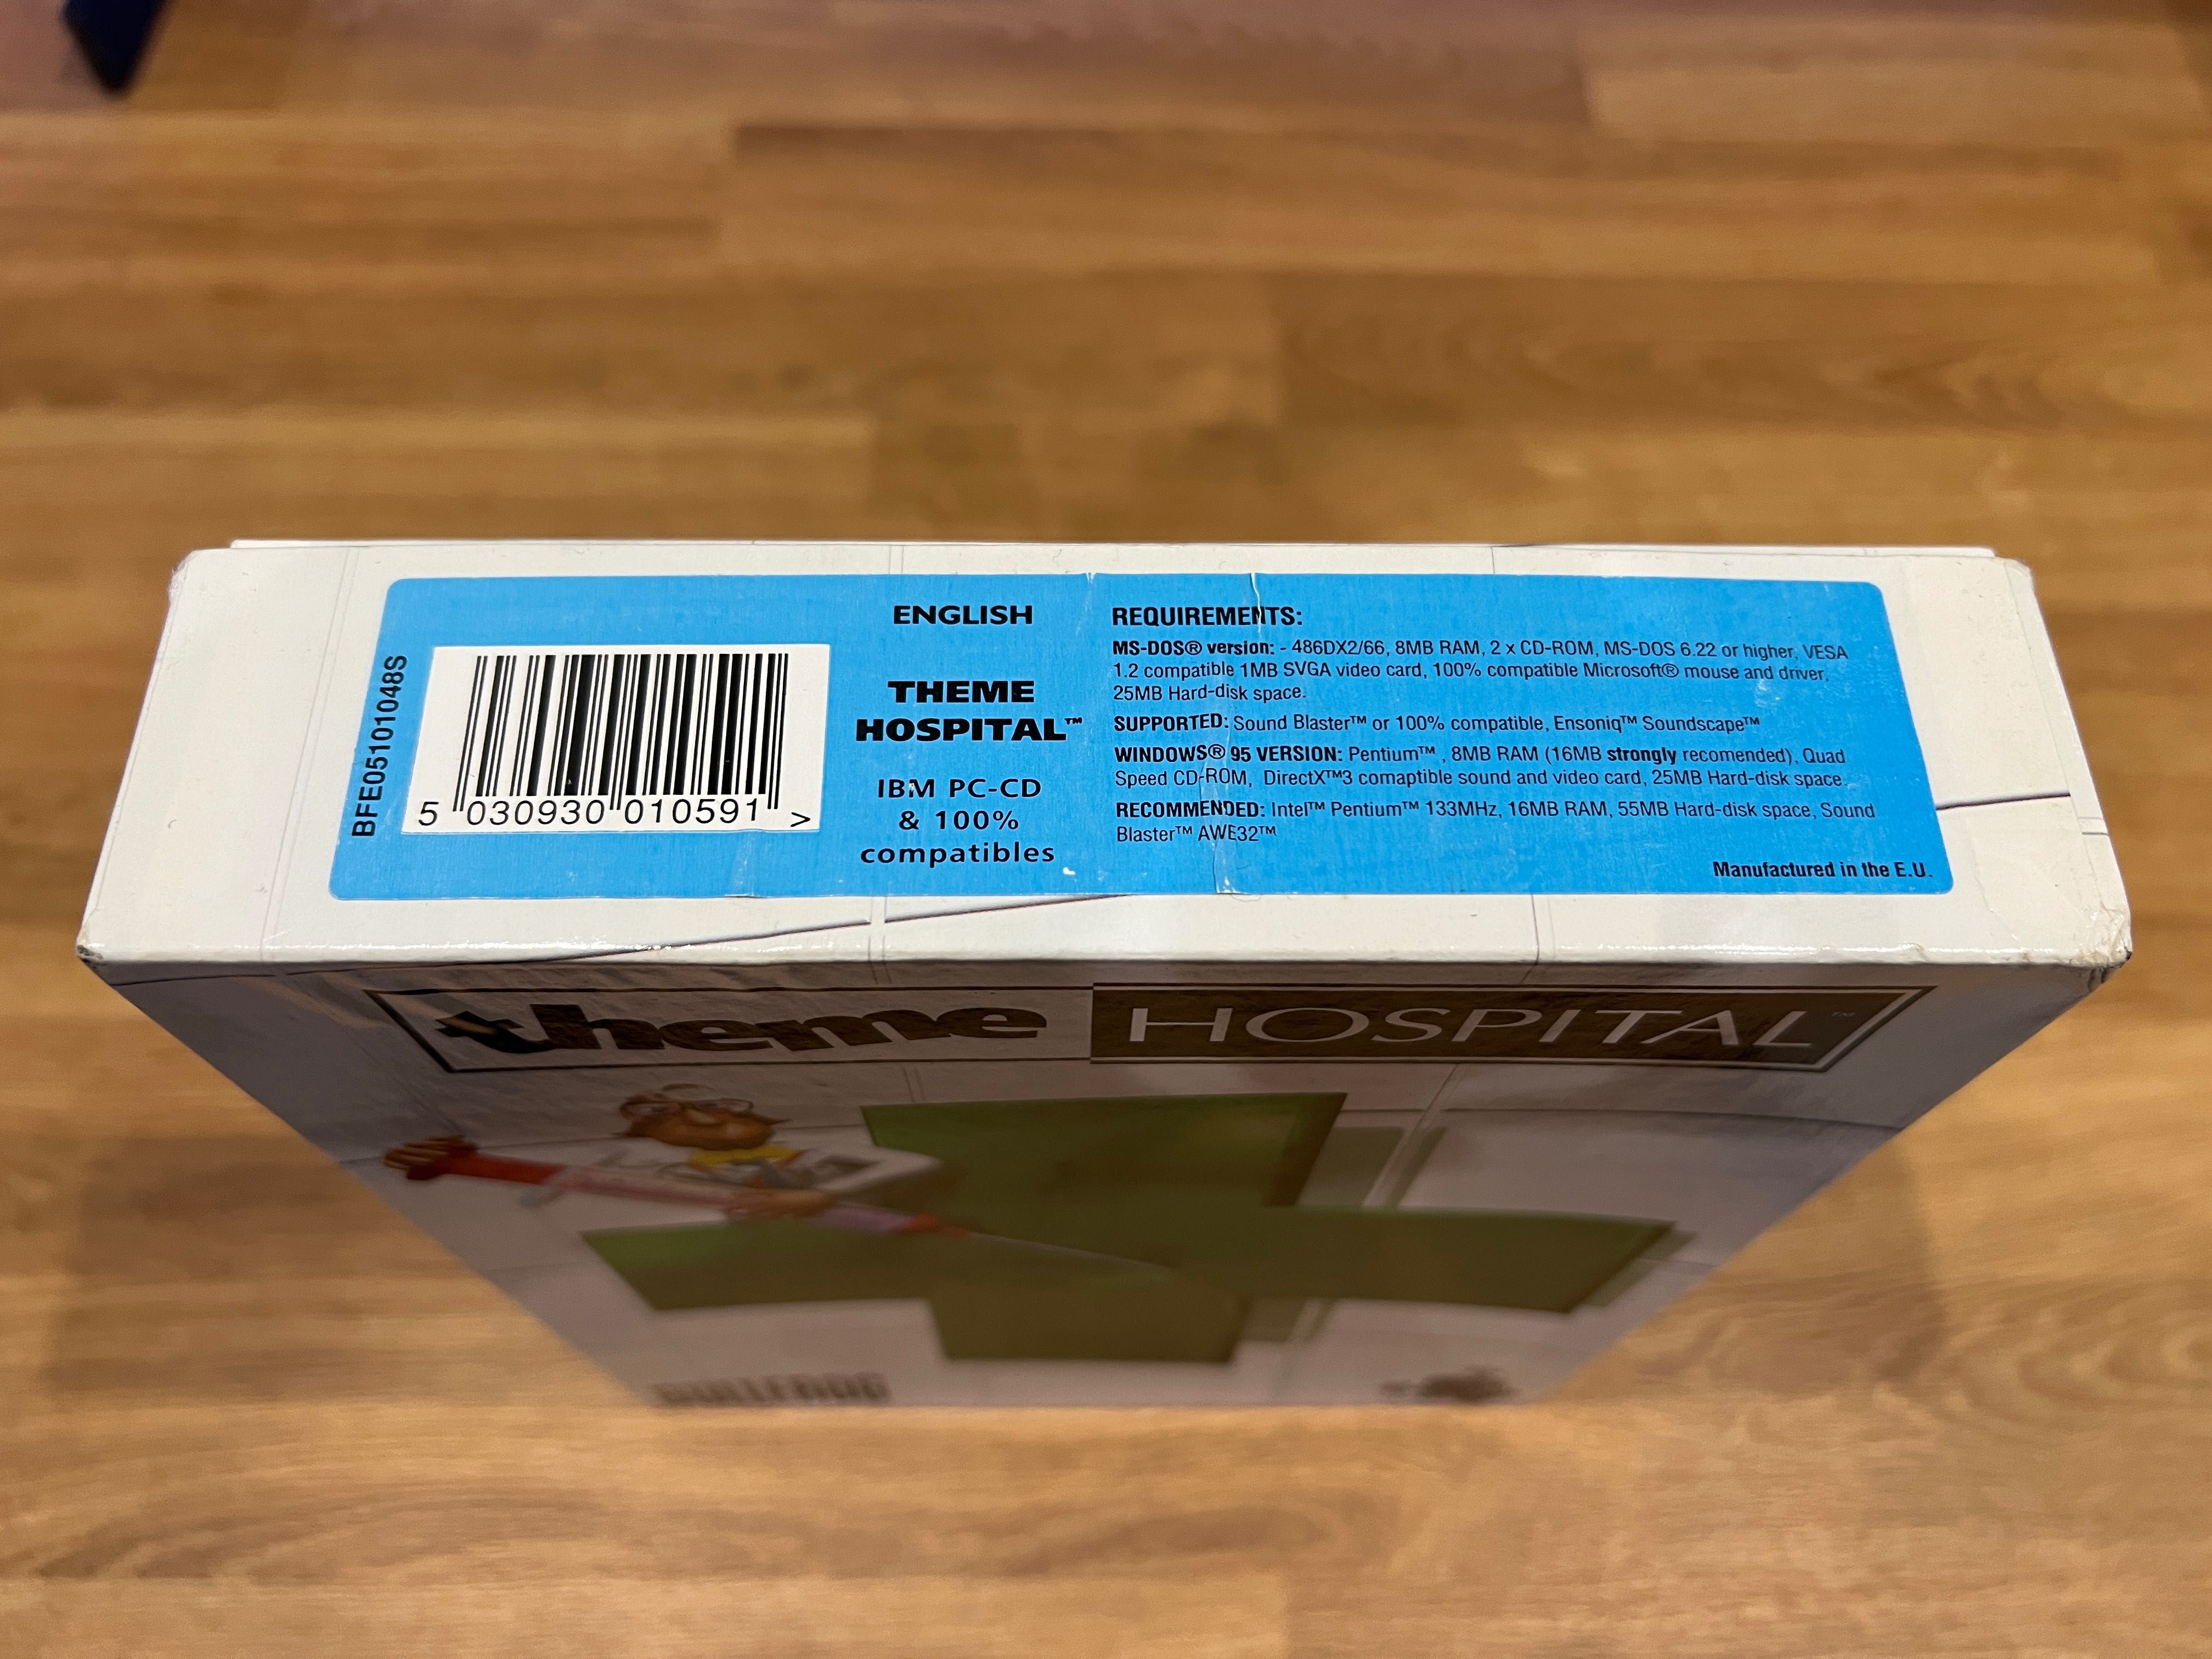 BFE05101048S
5 030930 010591 >
ENGLISH
THEME
HOSPITAL™
IBM PC-CD
& 100%
compatibles
REQUIREMENTS:
MS-DOS® version: - 486DX2/66, 8MB RAM, 2 x CD-ROM, MS-DOS 6.22 or higher, VESA
1.2 compatible 1MB SVGA video card, 100% compatible Microsoft® mouse and driver,
25MB Hard-disk space.
SUPPORTED: Sound Blaster™ or 100% compatible, Ensoniq™ Soundscape™
WINDOWS® 95 VERSION: Pentium™ , 8MB RAM (16MB strongly recomended), Quad
Speed CD-ROM, DirectX™3 comaptible sound and video card, 25MB Hard-disk space.
RECOMMENDED: Intel™ Pentium™ 133MHz, 16MB RAM, 55MB Hard-disk space, Sound
Blaster™ AWE32™
Manufactured in the E.U.
theme HOSPITAL™
BULLFROG